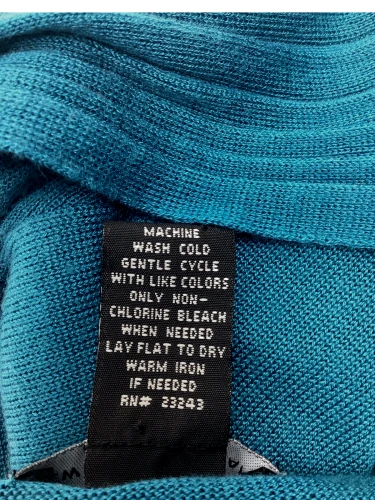 MACHINE
WASH COLD
GENTLE CYCLE
WITH LIKE COLORS
ONLY NON-
CHLORINE BLEACH
WHEN NEEDED
LAY FLAT TO DRY
WARM IRON
IF NEEDED
RN# 23243